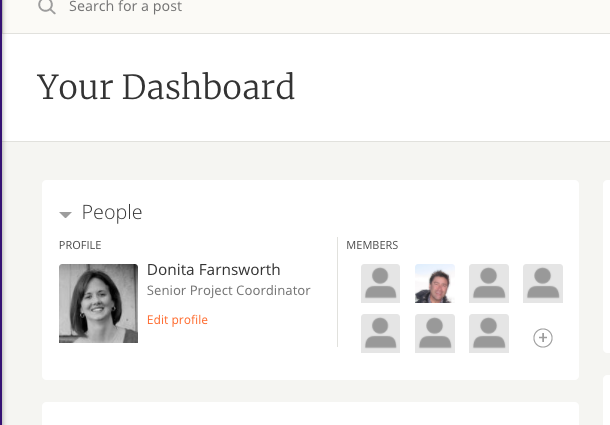 Search for a post
Your Dashboard
People
PROFILE
Donita Farnsworth
Senior Project Coordinator
Edit profile
MEMBERS